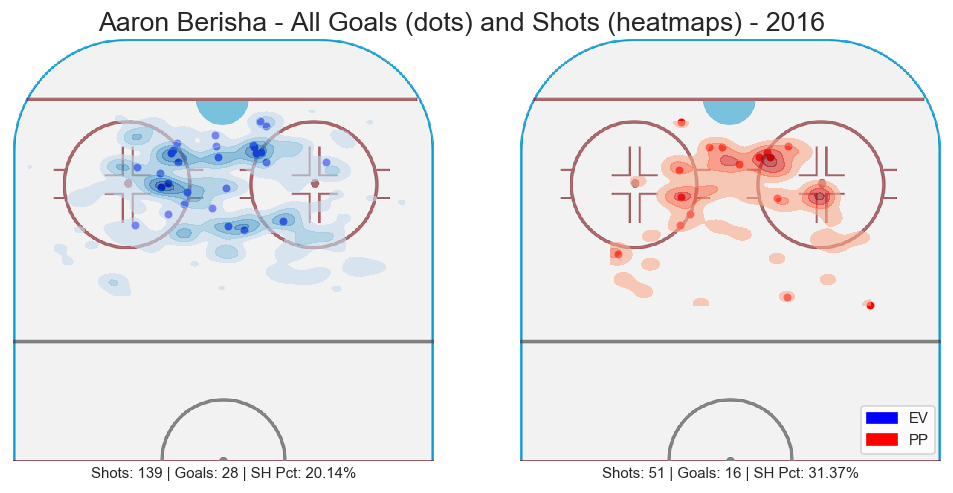 Aaron Berisha - All Goals (dots) and Shots (heatmaps) - 2016
EV
PP
Shots: 139 | Goals: 28 | SH Pct: 20.14%
Shots: 51 | Goals: 16 | SH Pct: 31.37%